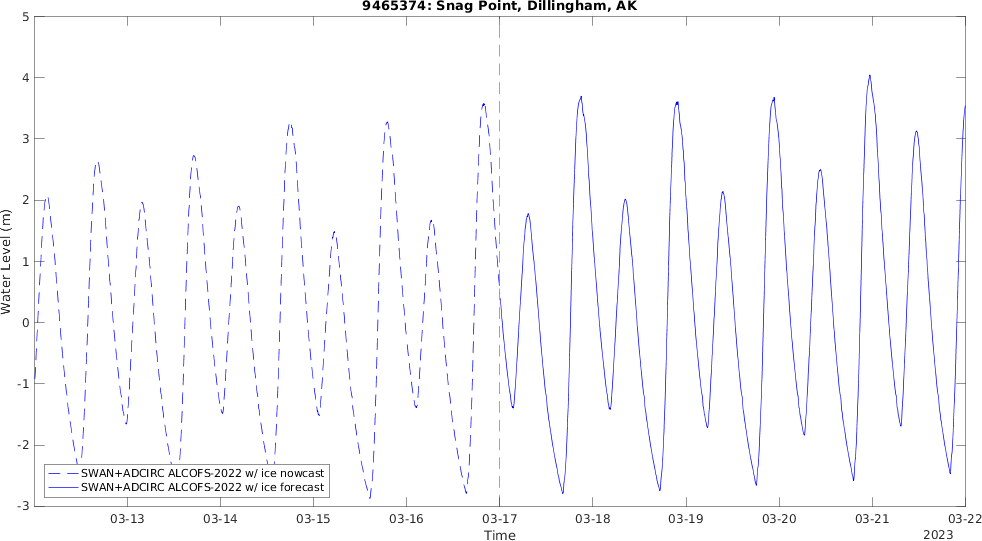 9465374: Snag Point, Dillingham, AK
Water Level (m)
5
4
3
2
1
0
-1
-2
-3
SWAN+ADCIRC ALCOFS-2022 w/ ice nowcast
SWAN+ADCIRC ALCOFS-2022 w/ ice forecast
03-13 03-14 03-15 03-16 03-17 03-18 03-19 03-20 03-21 03-22
Time
2023